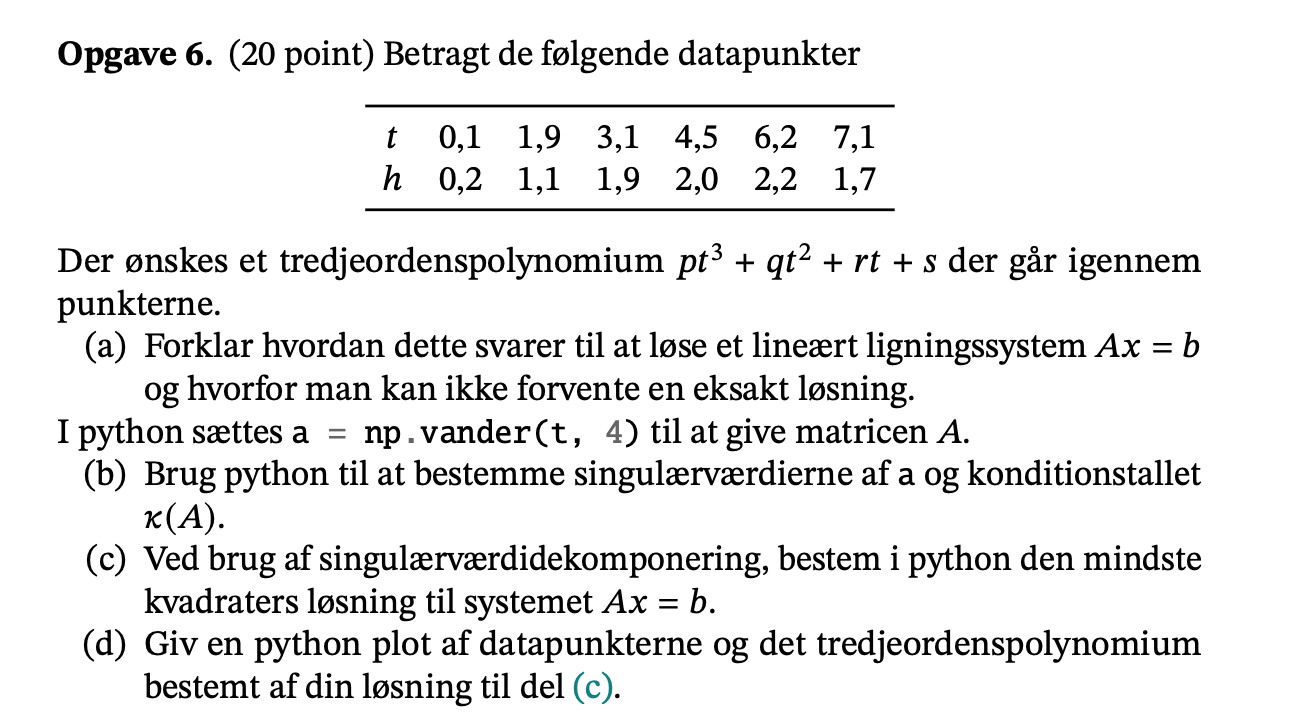 Opgave 6. (20 point) Betragt de følgende datapunkter
t 0,1 1,9 3,1 4,5 6,2 7,1
h 0,2 1,1 1,9 2,0 2,2 1,7
Der ønskes et tredjeordenspolynomium pt³ + qt² + rt + s der går igennem
punkterne.
(a) Forklar hvordan dette svarer til at løse et lineært ligningssystem Ax = b
og hvorfor man kan ikke forvente en eksakt løsning.
I python sættes a = np.vander(t, 4) til at give matricen A.
(b) Brug python til at bestemme singulærværdierne af a og konditionstallet
κ(A).
(c) Ved brug af singulærværdidekomponering, bestem i python den mindste
kvadraters løsning til systemet Ax = b.
(d) Giv en python plot af datapunkterne og det tredjeordenspolynomium
bestemt af din løsning til del (c).